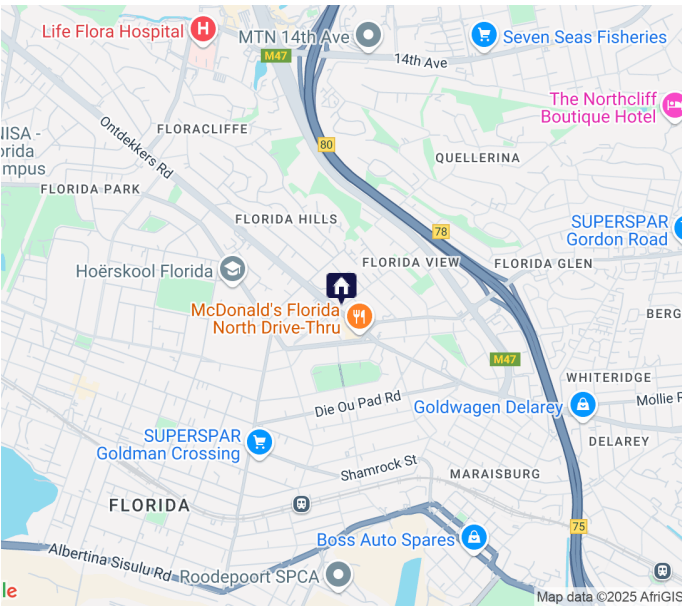 Life Flora Hospital
H
MTN 14th Ave
Seven Seas Fisheries
M47
14th Ave
The Northcliff
Boutique Hotel
NISA -
orida
mpus
Ontdekkers Rd
FLORACLIFFE
80
QUELLERINA
FLORIDA PARK
FLORIDA HILLS
78
SUPERSPAR
Gordon Road
Hoërskool Florida
FLORIDA VIEW
FLORIDA GLEN
McDonald's Florida
North Drive-Thru
BERG
M47
WHITERIDGE
Die Ou Pad Rd
Goldwagen Delarey
Mollie R
SUPERSPAR
Goldman Crossing
DELAREY
Shamrock St
MARAISBURG
FLORIDA
75
Boss Auto Spares
Albertina Sisulu Rd
Roodepoort SPCA
le
Map data ©2025 AfriGIS